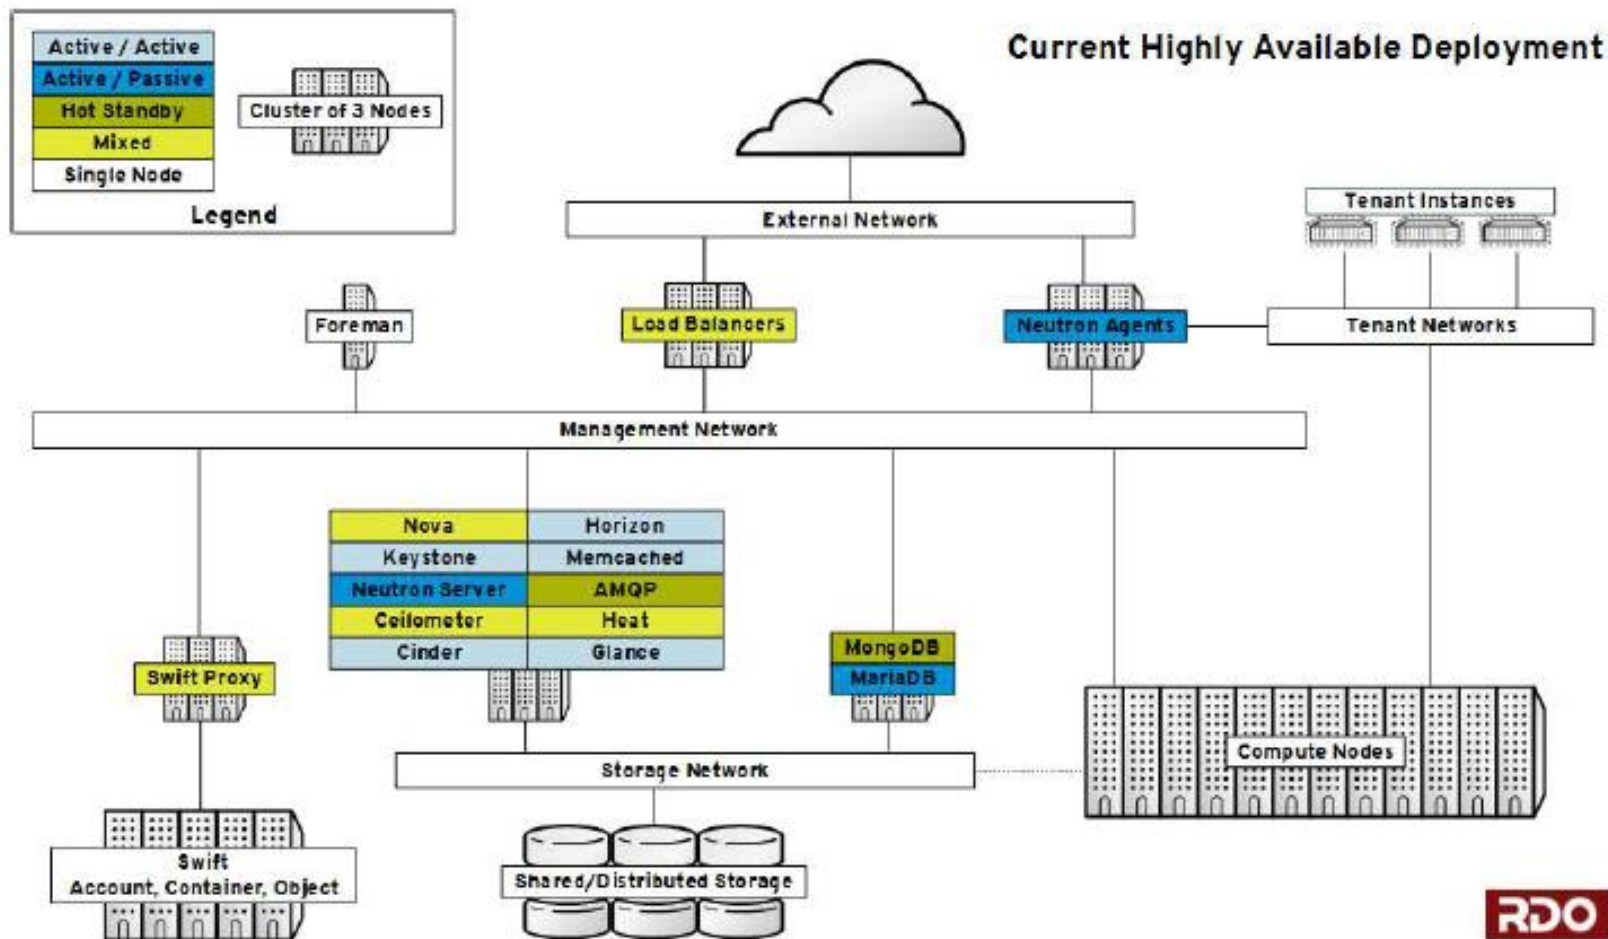 Current Highly Available Deployment
Active / Active
Active / Passive
Hot Standby
Mixed
Single Node
Cluster of 3 Nodes
Legend
External Network
Tenant Instances
Foreman
Load Balancers
Neutron Agents
Tenant Networks
Management Network
Nova
Horizon
Keystone
Memcached
Neutron Server
AMQP
Ceilometer
Heat
Cinder
Glance
Swift Proxy
MongoDB
MariaDB
Compute Nodes
Storage Network
Swift
Account, Container, Object
Shared/Distributed Storage
RDO